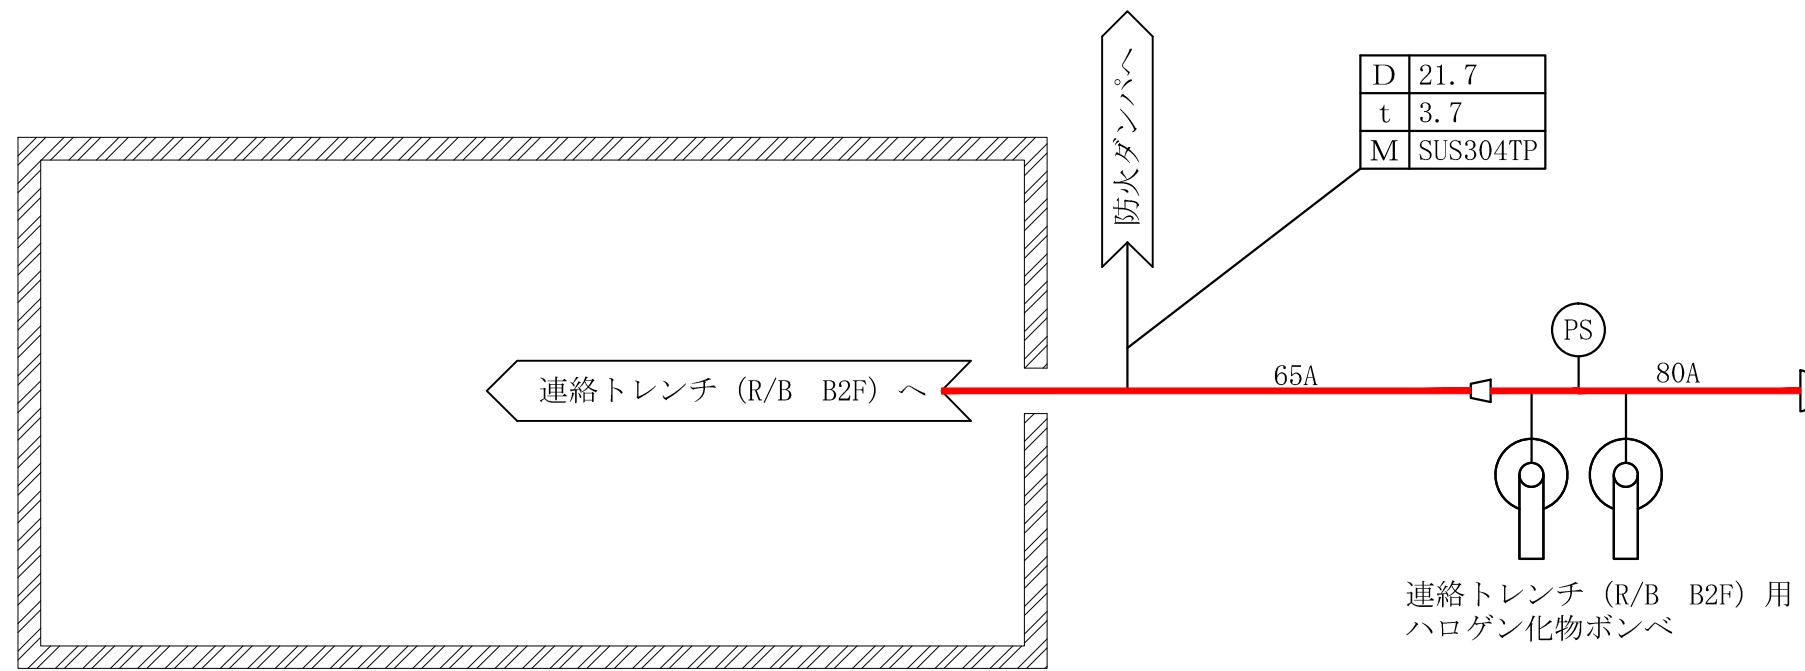 防火ダンパへ
D 21.7
t 3.7
M SUS304TP
PS
連絡トレンチ（R/B　B2F）へ
65A
80A
連絡トレンチ（R/B　B2F）用
ハロゲン化物ボンベ